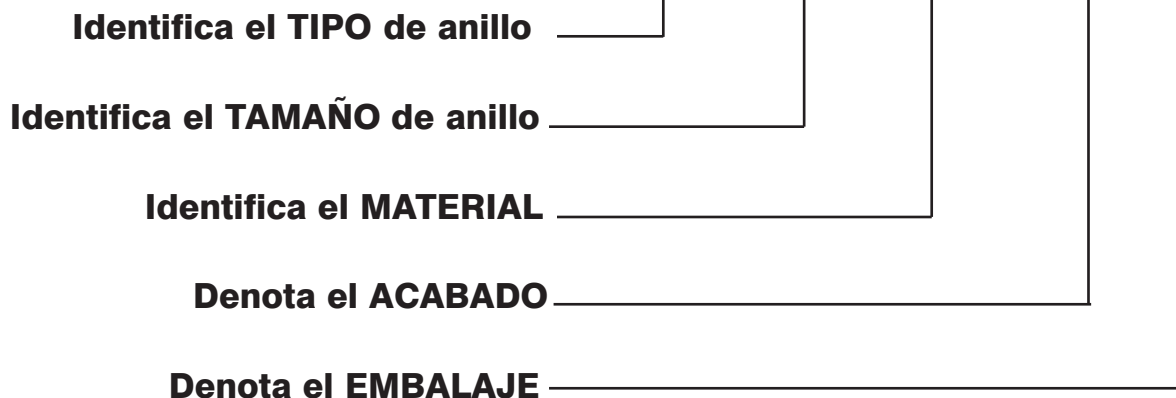 Identifica el TIPO de anillo
Identifica el TAMAÑO de anillo
Identifica el MATERIAL
Denota el ACABADO
Denota el EMBALAJE